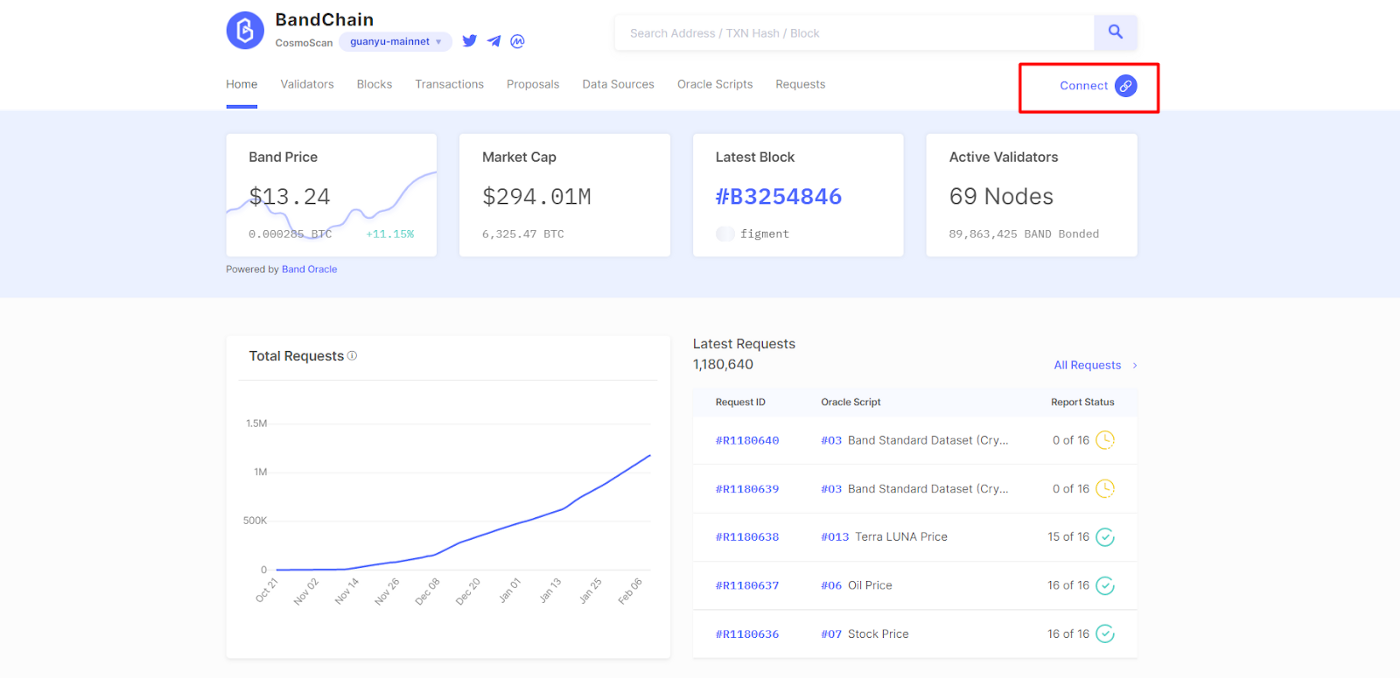 BandChain
CosmoScan guanyu-mainnet
Search Address / TXN Hash / Block
Home Validators Blocks Transactions Proposals Data Sources Oracle Scripts Requests
Connect
Band Price
$13.24
0.000285 BTC +11.15%
Market Cap
$294.01M
6,325.47 BTC
Latest Block
#B3254846
figment
Active Validators
69 Nodes
89,863,425 BAND Bonded
Powered by Band Oracle
Total Requests
1.5M
1M
500K
0
Oct 21 Nov 02 Nov 14 Nov 26 Dec 08 Dec 20 Jan 01 Jan 13 Jan 25 Feb 06
Latest Requests
1,180,640
All Requests
Request ID Oracle Script Report Status
#R1180640 #O3 Band Standard Dataset (Cry... 0 of 16
#R1180639 #O3 Band Standard Dataset (Cry... 0 of 16
#R1180638 #O13 Terra LUNA Price 15 of 16
#R1180637 #O6 Oil Price 16 of 16
#R1180636 #O7 Stock Price 16 of 16